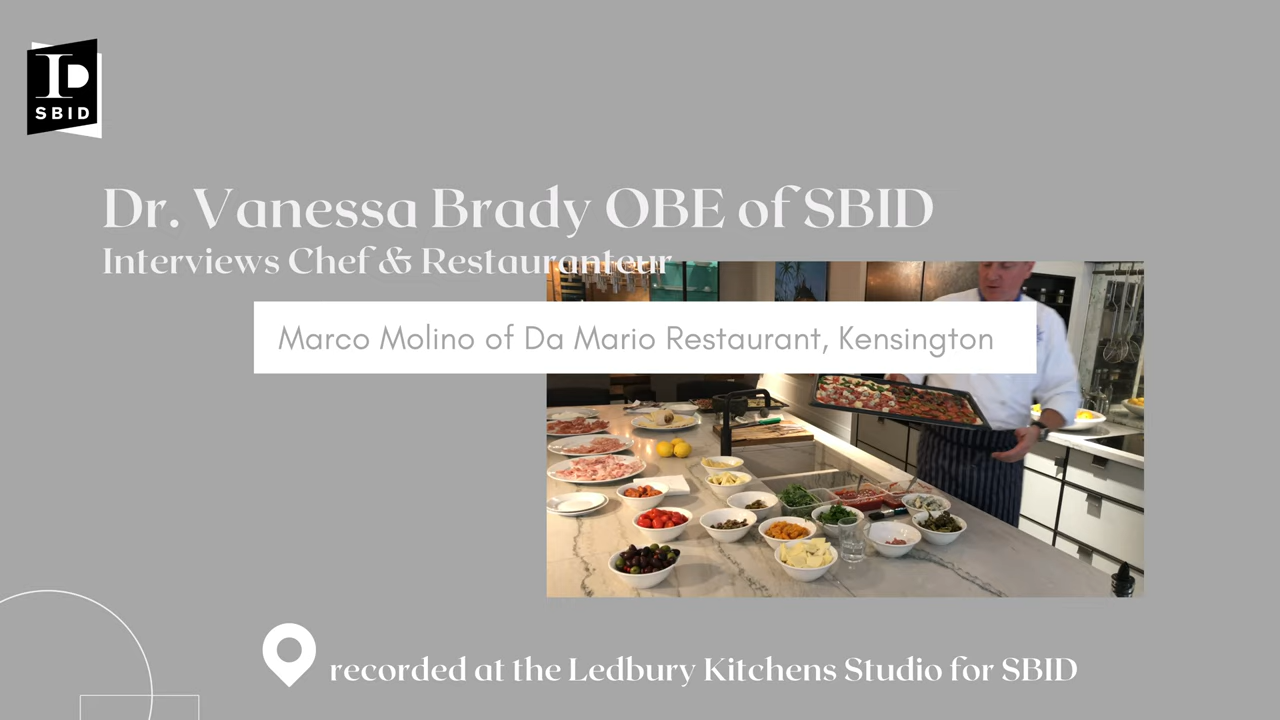 ID
SBID
Dr. Vanessa Brady OBE of SBID
Interviews Chef & Restauranteur
Marco Molino of Da Mario Restaurant, Kensington
recorded at the Ledbury Kitchens Studio for SBID